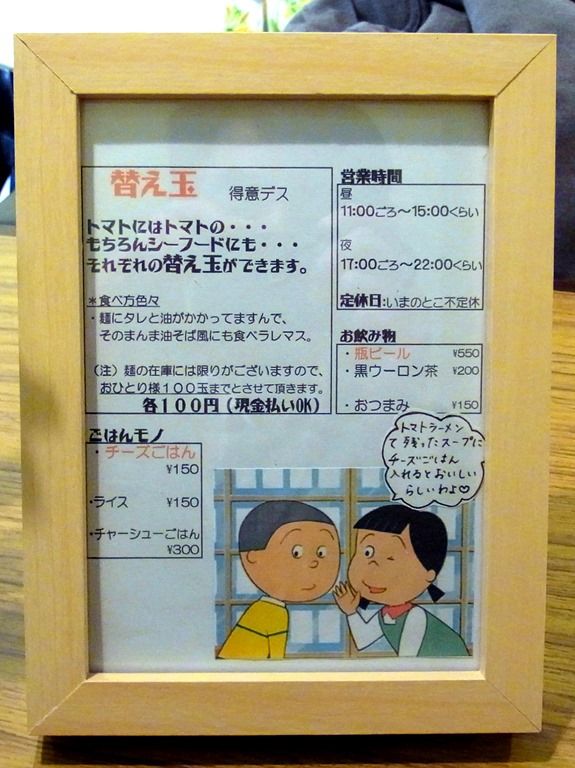 替え玉 得意デス
トマトにはトマトの・・・
もちろんシーフードにも・・・
それぞれの替え玉ができます。
＊食べ方色々
・麺にタレと油がかかってますんで、
そのまんま油そば風にも食べラレマス。
（注）麺の在庫には限りがございますので、
おひとり様１００玉までとさせて頂きます。
各１００円（現金払いOK）
ごはんモノ
・チーズごはん
¥150
・ライス ¥150
・チャーシューごはん
¥300
営業時間
昼
11:00ごろ～15:00くらい
夜
17:00ごろ～22:00くらい
定休日:いまのとこ不定休
お飲み物
・瓶ビール ¥550
・黒ウーロン茶 ¥200
・おつまみ ¥150
トマトラーメン
で残ったスープに
チーズごはん
入れるとおいしい
らしいわよ♡